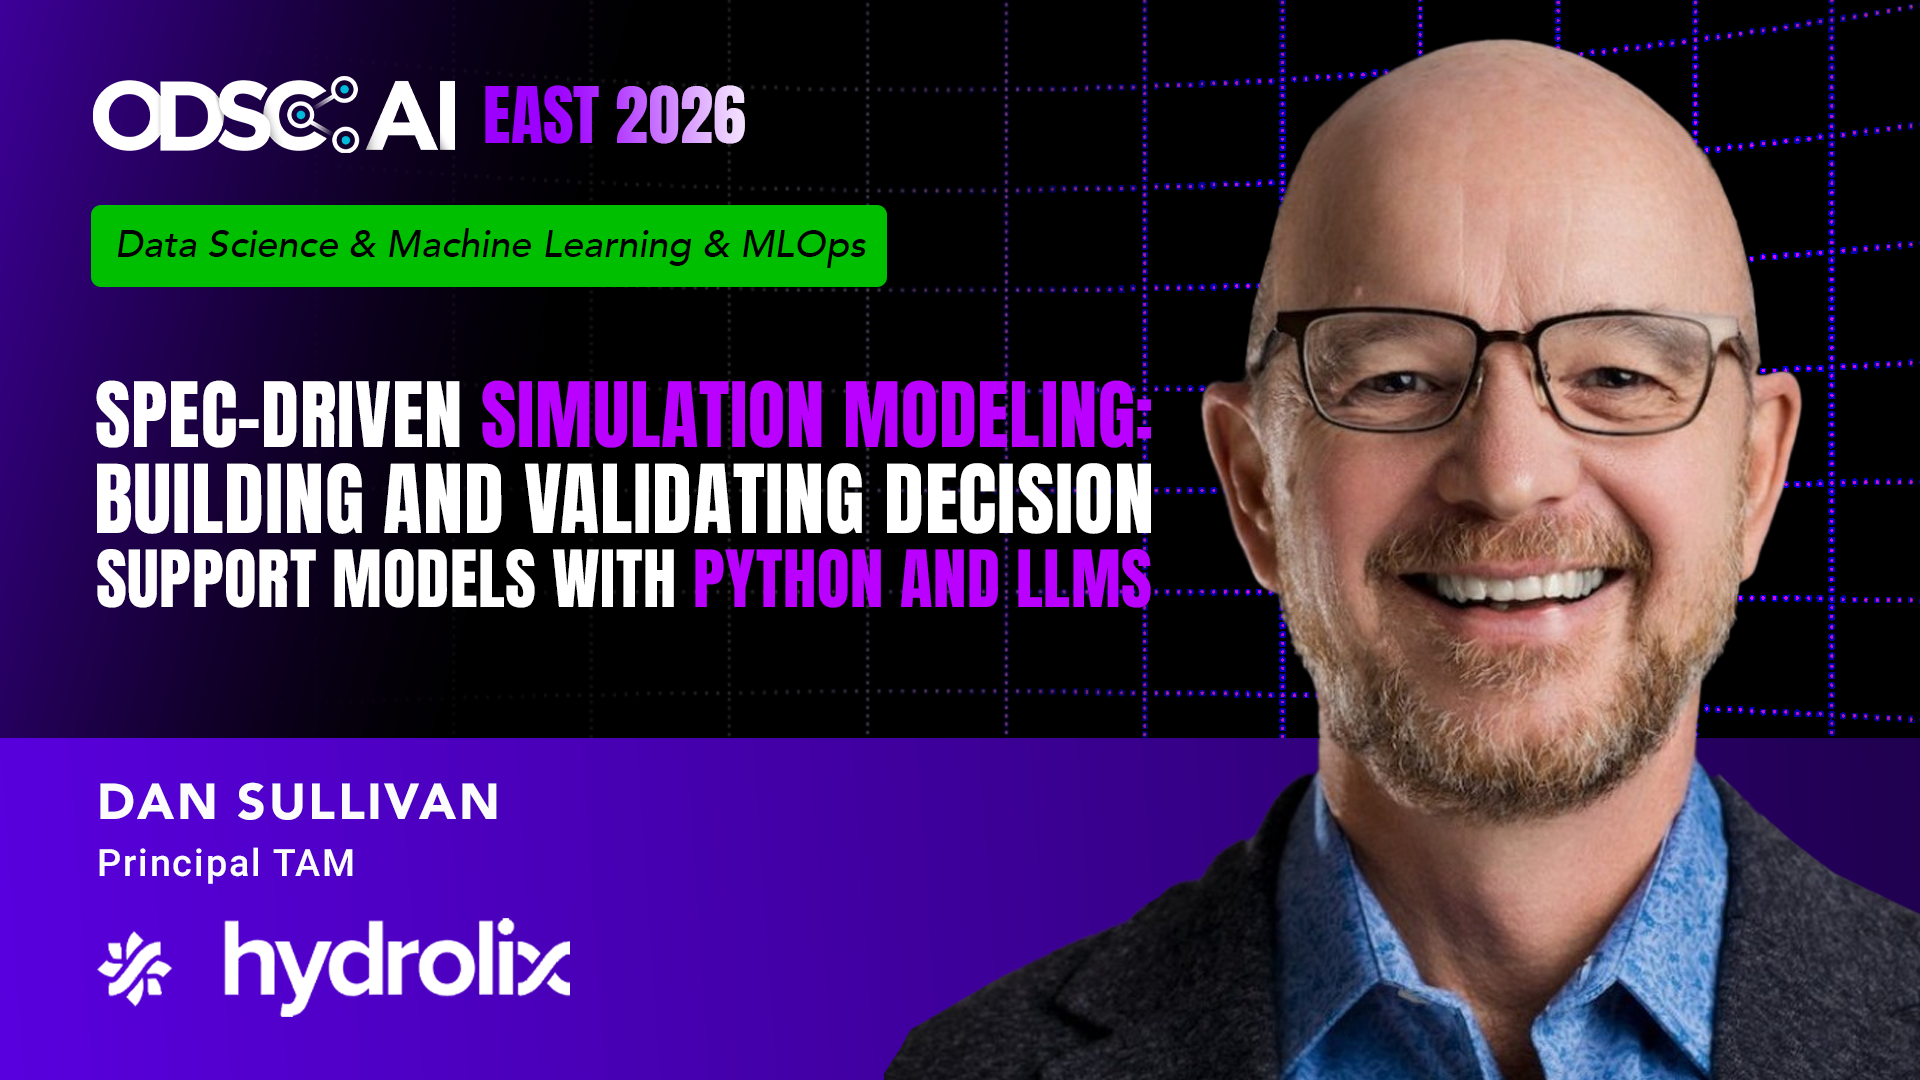 ODSC AI EAST 2026
Data Science & Machine Learning & MLOps
SPEC-DRIVEN SIMULATION MODELING:
BUILDING AND VALIDATING DECISION
SUPPORT MODELS WITH PYTHON AND LLMS
DAN SULLIVAN
Principal TAM
hydrolix